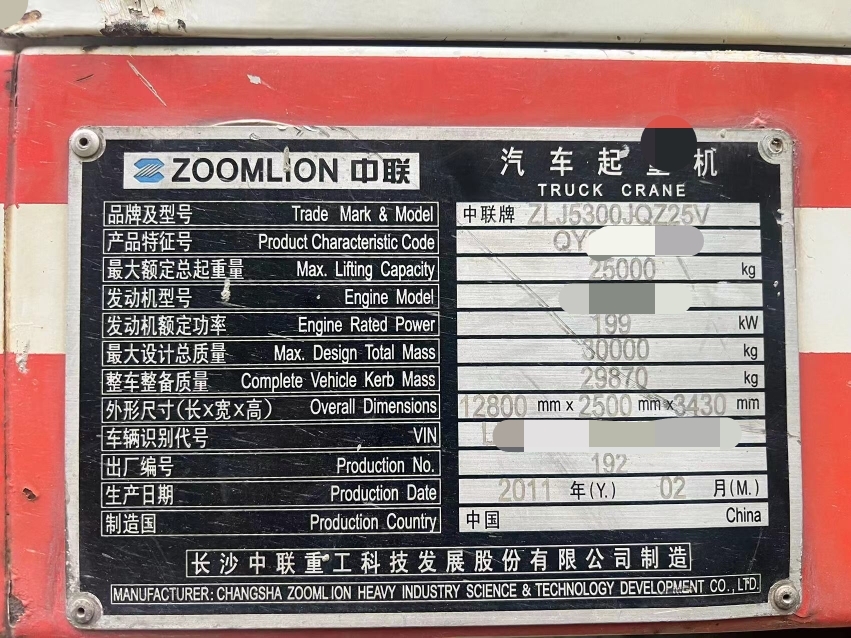 ZOOMLION 中联
汽车起重机
TRUCK CRANE
品牌及型号 Trade Mark & Model 中联牌 ZLJ5300JQZ25V
产品特征号 Product Characteristic Code QY
最大额定总起重量 Max. Lifting Capacity 25000 kg
发动机型号 Engine Model
发动机额定功率 Engine Rated Power 199 kW
最大设计总质量 Max. Design Total Mass 30000 kg
整车整备质量 Complete Vehicle Kerb Mass 29870 kg
外形尺寸(长×宽×高) Overall Dimensions 12800 mm x 2500 mm x 3430 mm
车辆识别代号 VIN L
出厂编号 Production No. 192
生产日期 Production Date 2011 年(Y.) 02 月(M.)
制造国 Production Country 中国 China
长沙中联重工科技发展股份有限公司制造
MANUFACTURER: CHANGSHA ZOOMLION HEAVY INDUSTRY SCIENCE & TECHNOLOGY DEVELOPMENT CO., LTD.